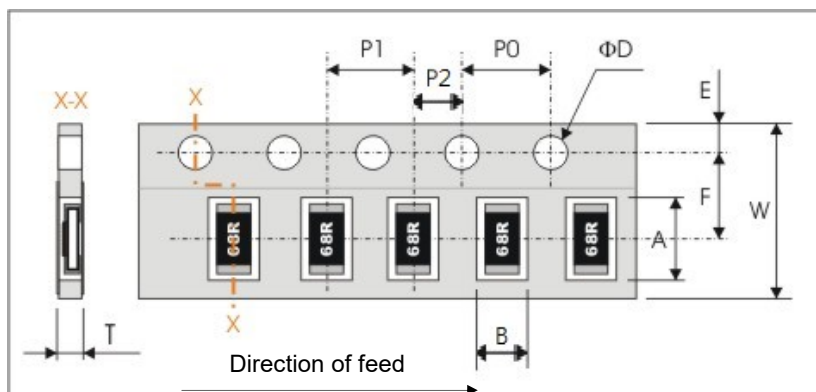 P1
P0
ΦD
P2
E
X-X
X
F
W
68R
68R
68R
68R
68R
A
X
B
T
Direction of feed